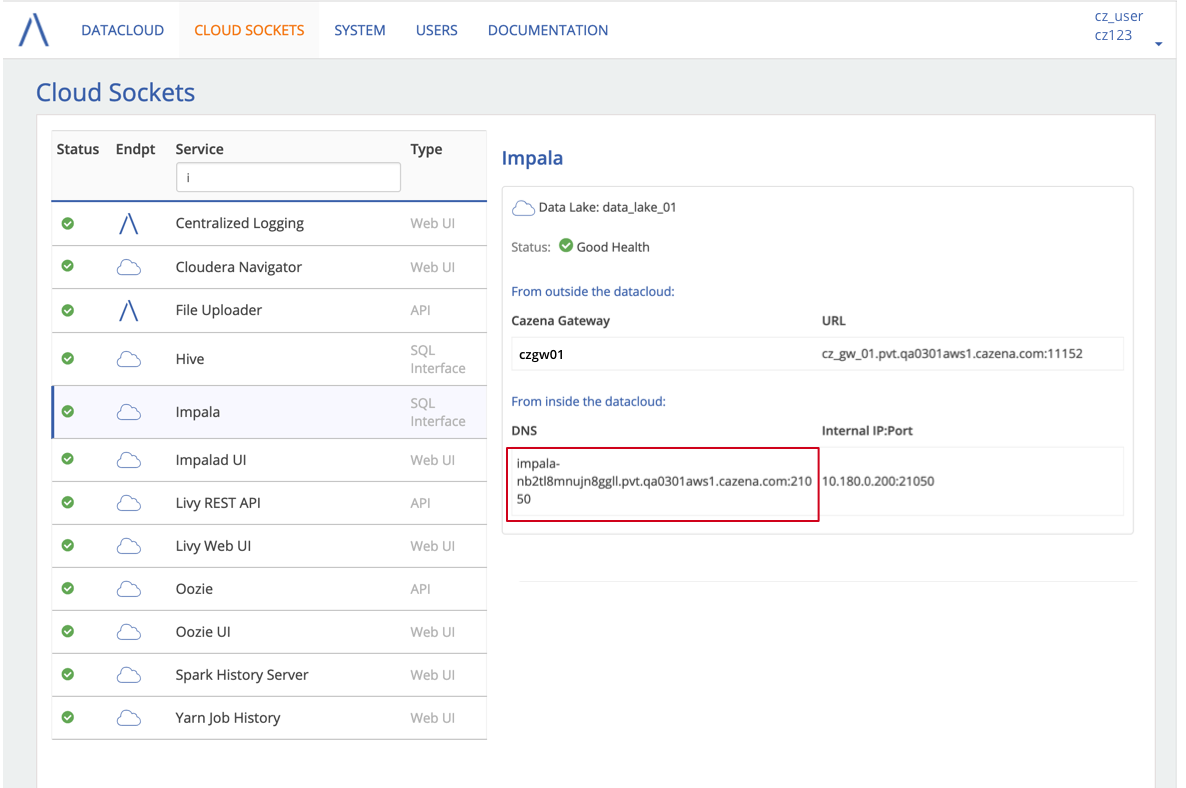 DATACLOUD CLOUD SOCKETS SYSTEM USERS DOCUMENTATION
cz_user
cz123
Cloud Sockets
Status Endpt Service Type
i
Centralized Logging Web UI
Cloudera Navigator Web UI
File Uploader API
Hive SQL Interface
Impala SQL Interface
Impalad UI Web UI
Livy REST API API
Livy Web UI Web UI
Oozie API
Oozie UI Web UI
Spark History Server Web UI
Yarn Job History Web UI
Impala
Data Lake: data_lake_01
Status: Good Health
From outside the datacloud:
Cazena Gateway URL
czgw01 cz_gw_01.pvt.qa0301aws1.cazena.com:11152
From inside the datacloud:
DNS Internal IP:Port
impala-
nb2tl8mnujn8ggll.pvt.qa0301aws1.cazena.com:210
50
10.180.0.200:21050